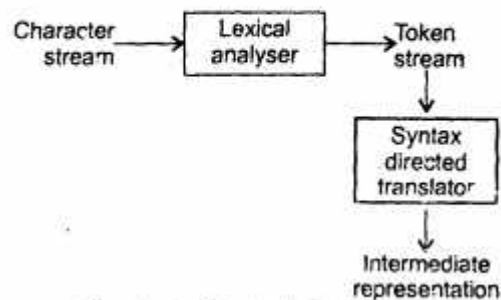 Character
stream
Lexical
analyser
Token
stream
Syntax
directed
translator
Intermediate
representation